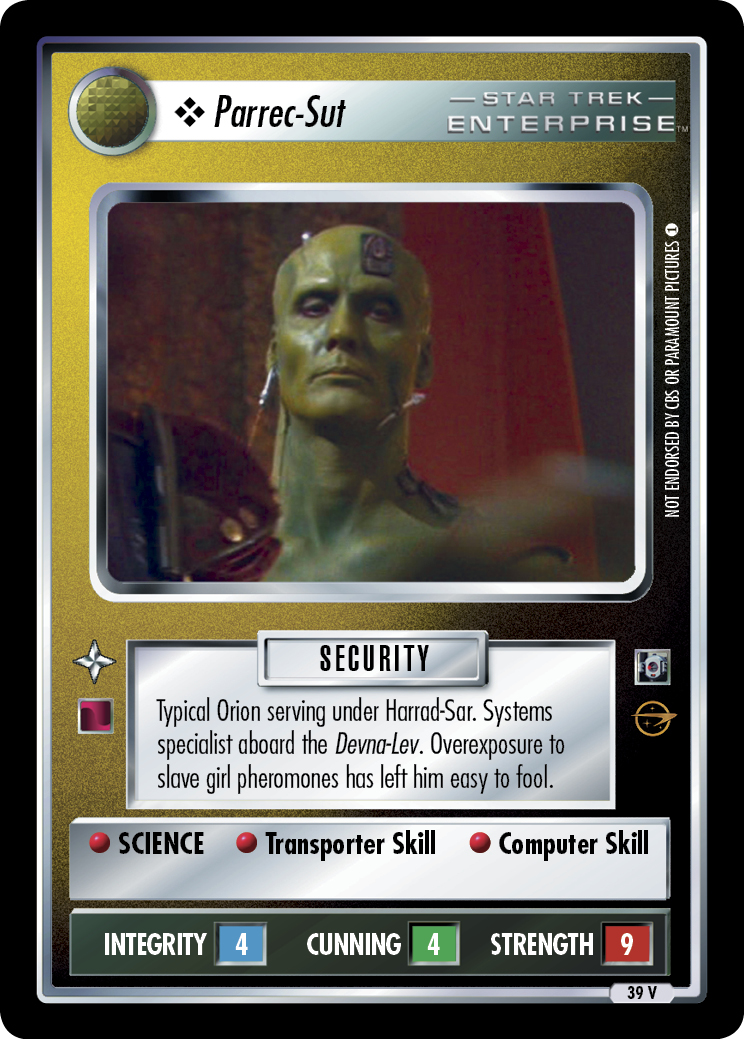 ❖ Parrec-Sut
STAR TREK
ENTERPRISE™
NOT ENDORSED BY CBS OR PARAMOUNT PICTURES 1
SECURITY
Typical Orion serving under Harrad-Sar. Systems
specialist aboard the Devna-Lev. Overexposure to
slave girl pheromones has left him easy to fool.
SCIENCE Transporter Skill Computer Skill
INTEGRITY 4 CUNNING 4 STRENGTH 9
39 V